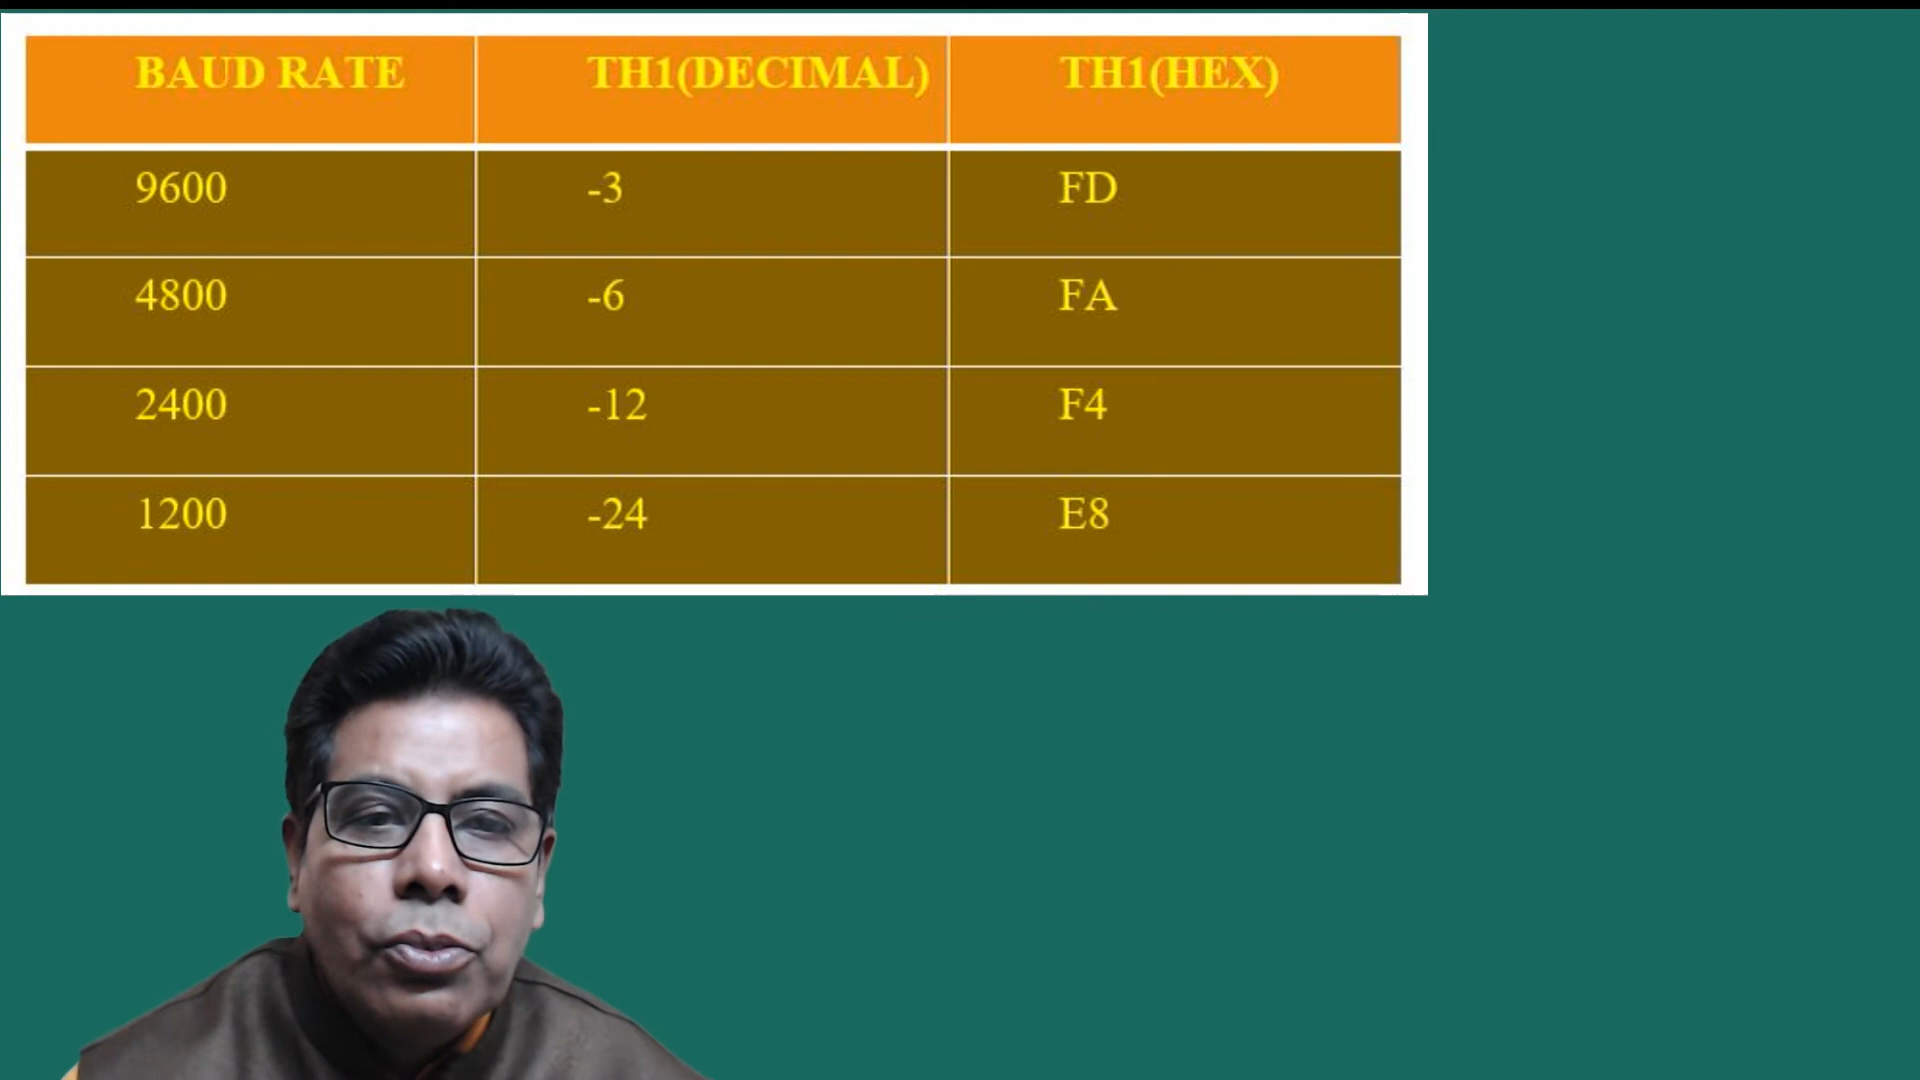 BAUD RATE TH1(DECIMAL) TH1(HEX)
9600 -3 FD
4800 -6 FA
2400 -12 F4
1200 -24 E8